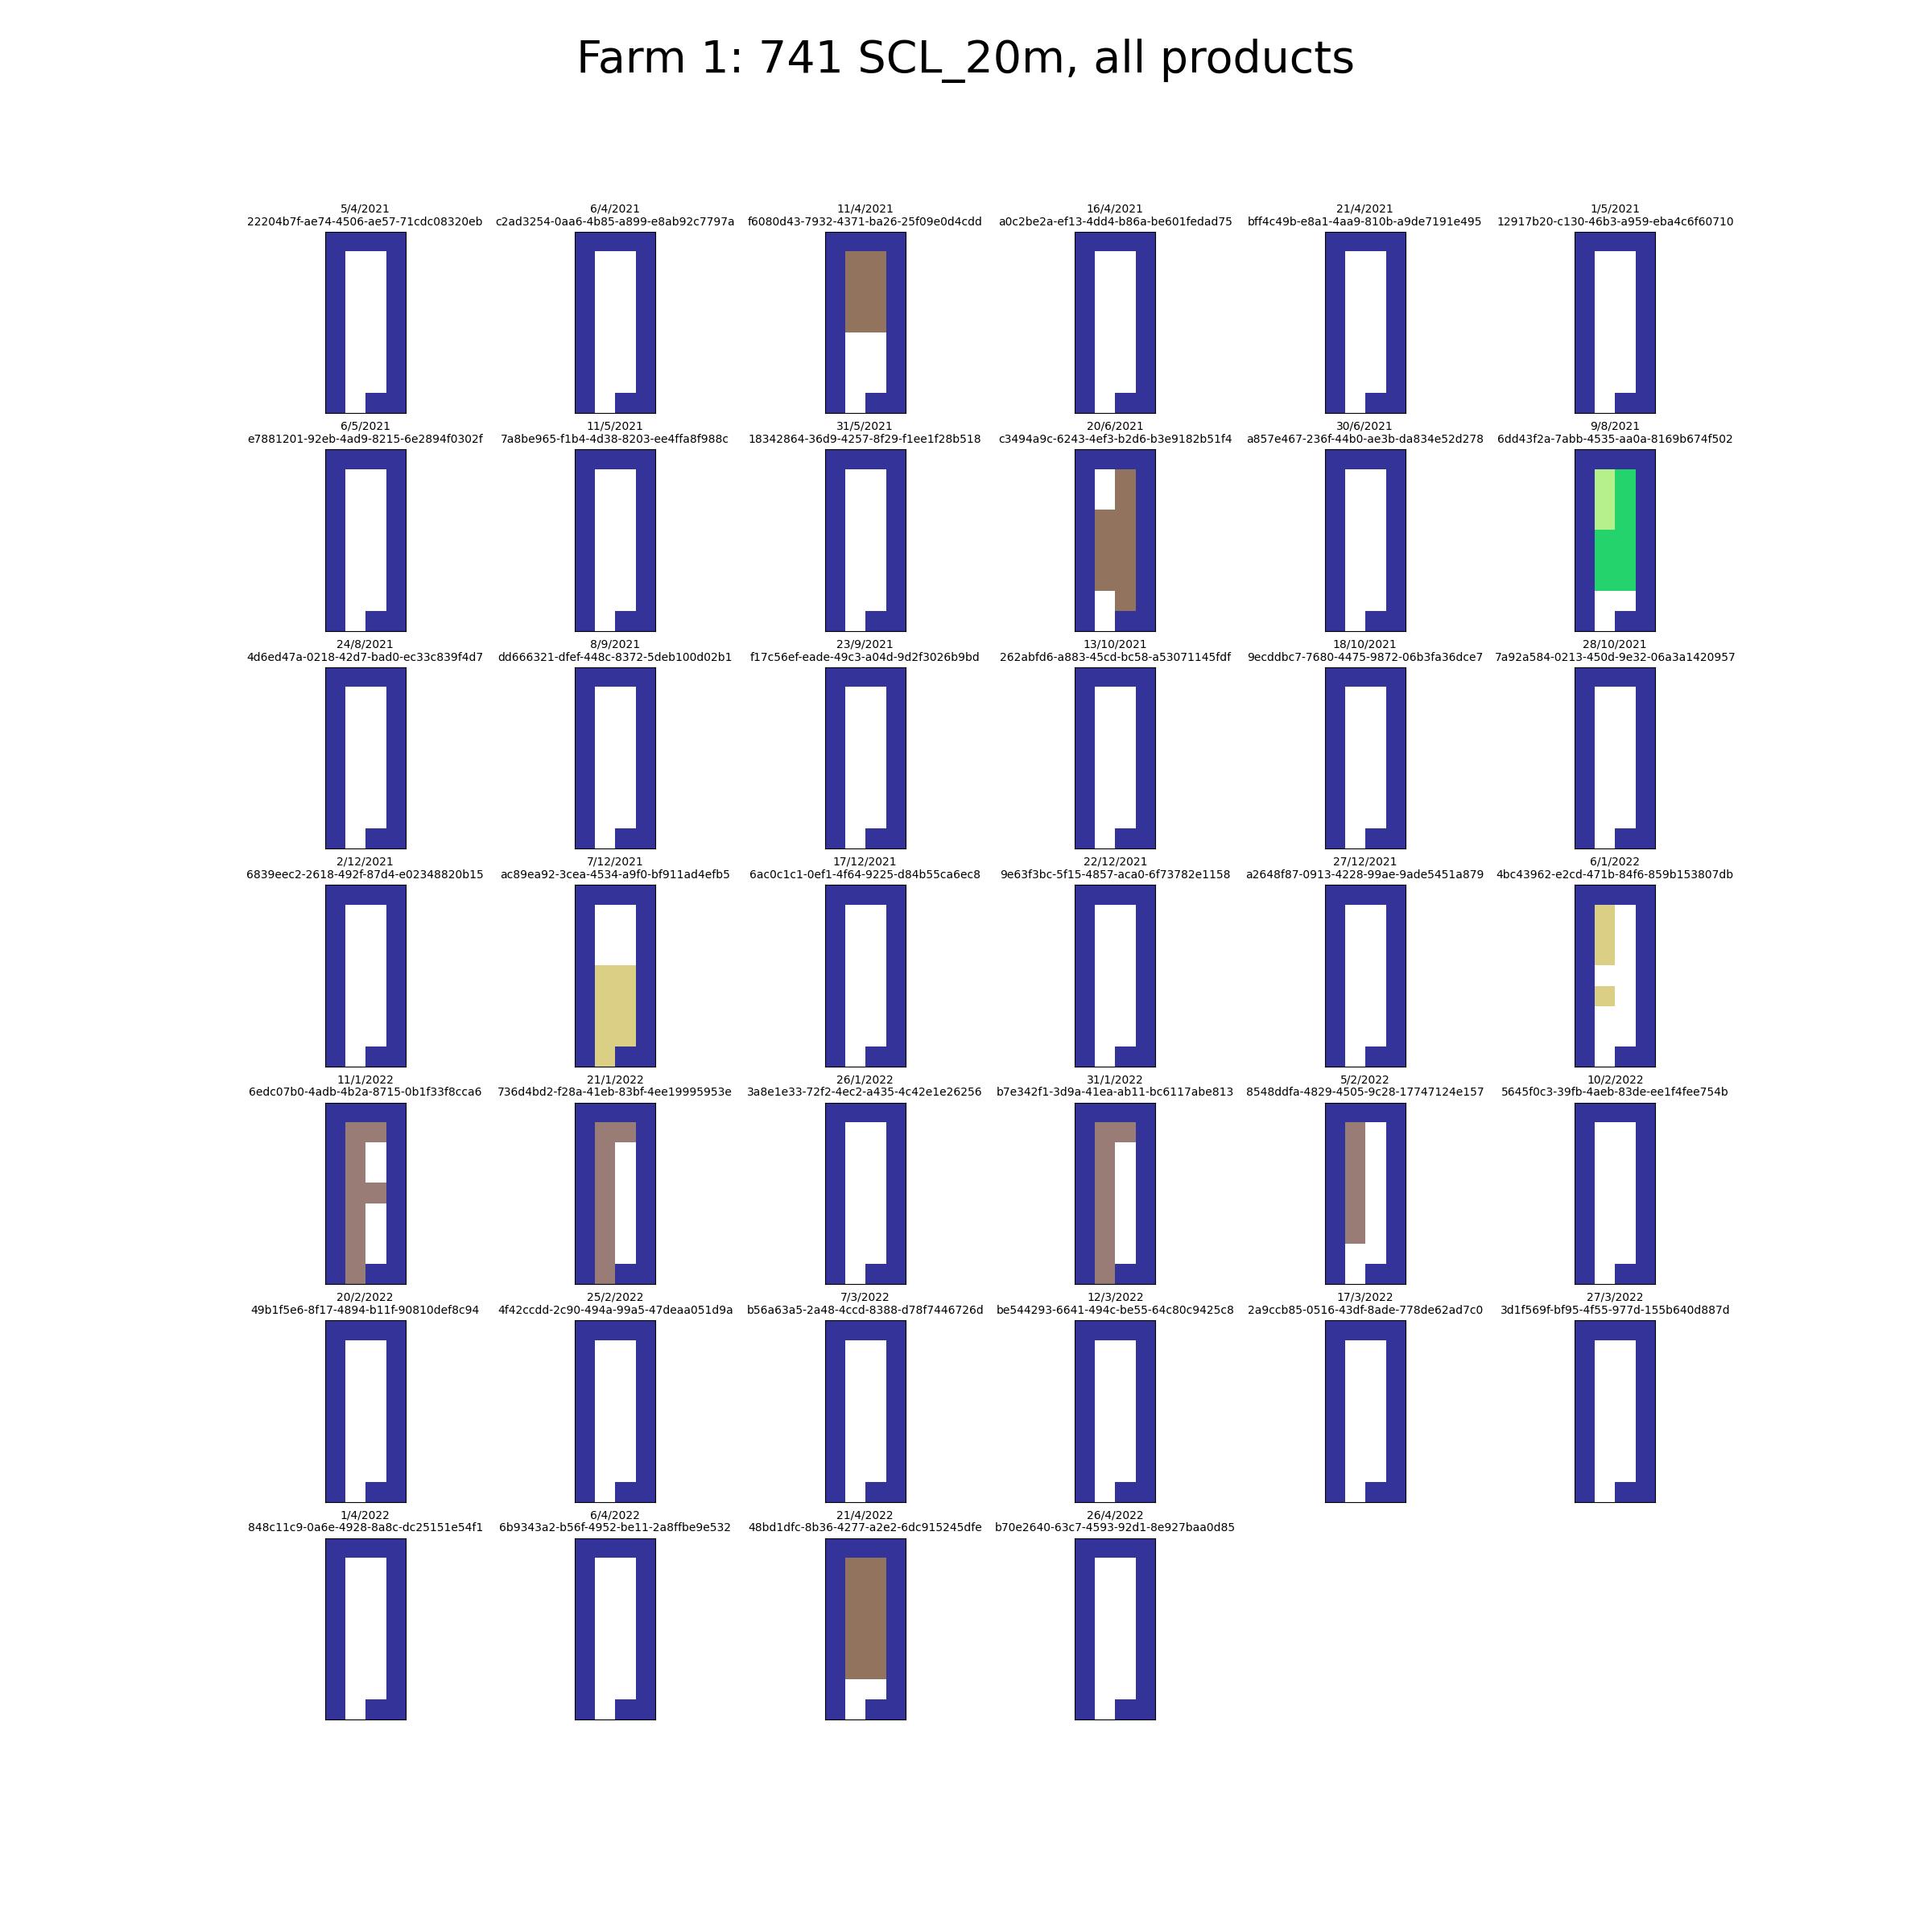 Farm 1: 741 SCL_20m, all products
5/4/2021
22204b7f-ae74-4506-ae57-71cdc08320eb
6/4/2021
c2ad3254-0aa6-4b85-a899-e8ab92c7797a
11/4/2021
f6080d43-7932-4371-ba26-25f09e0d4cdd
16/4/2021
a0c2be2a-ef13-4dd4-b86a-be601fedad75
21/4/2021
bff4c49b-e8a1-4aa9-810b-a9de7191e495
1/5/2021
12917b20-c130-46b3-a959-eba4c6f60710
6/5/2021
e7881201-92eb-4ad9-8215-6e2894f0302f
11/5/2021
7a8be965-f1b4-4d38-8203-ee4ffa8f988c
31/5/2021
18342864-36d9-4257-8f29-f1ee1f28b518
20/6/2021
c3494a9c-6243-4ef3-b2d6-b3e9182b51f4
30/6/2021
a857e467-236f-44b0-ae3b-da834e52d278
9/8/2021
6dd43f2a-7abb-4535-aa0a-8169b674f502
24/8/2021
4d6ed47a-0218-42d7-bad0-ec33c839f4d7
8/9/2021
dd666321-dfef-448c-8372-5deb100d02b1
23/9/2021
f17c56ef-eade-49c3-a04d-9d2f3026b9bd
13/10/2021
262abfd6-a883-45cd-bc58-a53071145fdf
18/10/2021
9ecddbc7-7680-4475-9872-06b3fa36dce7
28/10/2021
7a92a584-0213-450d-9e32-06a3a1420957
2/12/2021
6839eec2-2618-492f-87d4-e02348820b15
7/12/2021
ac89ea92-3cea-4534-a9f0-bf911ad4efb5
17/12/2021
6ac0c1c1-0ef1-4f64-9225-d84b55ca6ec8
22/12/2021
9e63f3bc-5f15-4857-aca0-6f73782e1158
27/12/2021
a2648f87-0913-4228-99ae-9ade5451a879
6/1/2022
4bc43962-e2cd-471b-84f6-859b153807db
11/1/2022
6edc07b0-4adb-4b2a-8715-0b1f33f8cca6
21/1/2022
736d4bd2-f28a-41eb-83bf-4ee19995953e
26/1/2022
3a8e1e33-72f2-4ec2-a435-4c42e1e26256
31/1/2022
b7e342f1-3d9a-41ea-ab11-bc6117abe813
5/2/2022
8548ddfa-4829-4505-9c28-17747124e157
10/2/2022
5645f0c3-39fb-4aeb-83de-ee1f4fee754b
20/2/2022
49b1f5e6-8f17-4894-b11f-90810def8c94
25/2/2022
4f42ccdd-2c90-494a-99a5-47deaa051d9a
7/3/2022
b56a63a5-2a48-4ccd-8388-d78f7446726d
12/3/2022
be544293-6641-494c-be55-64c80c9425c8
17/3/2022
2a9ccb85-0516-43df-8ade-778de62ad7c0
27/3/2022
3d1f569f-bf95-4f55-977d-155b640d887d
1/4/2022
848c11c9-0a6e-4928-8a8c-dc25151e54f1
6/4/2022
6b9343a2-b56f-4952-be11-2a8ffbe9e532
21/4/2022
48bd1dfc-8b36-4277-a2e2-6dc915245dfe
26/4/2022
b70e2640-63c7-4593-92d1-8e927baa0d85